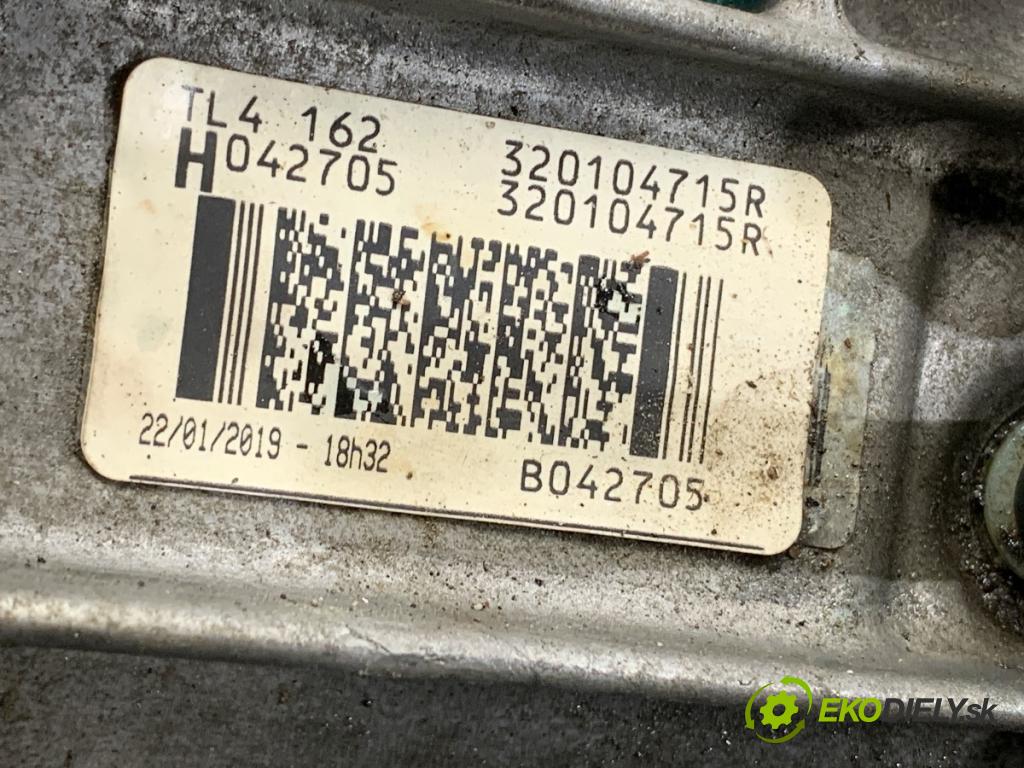 TL4 162
H042705
320104715R
320104715R
22/01/2019 - 18h32
B042705
EKODIELY.sk